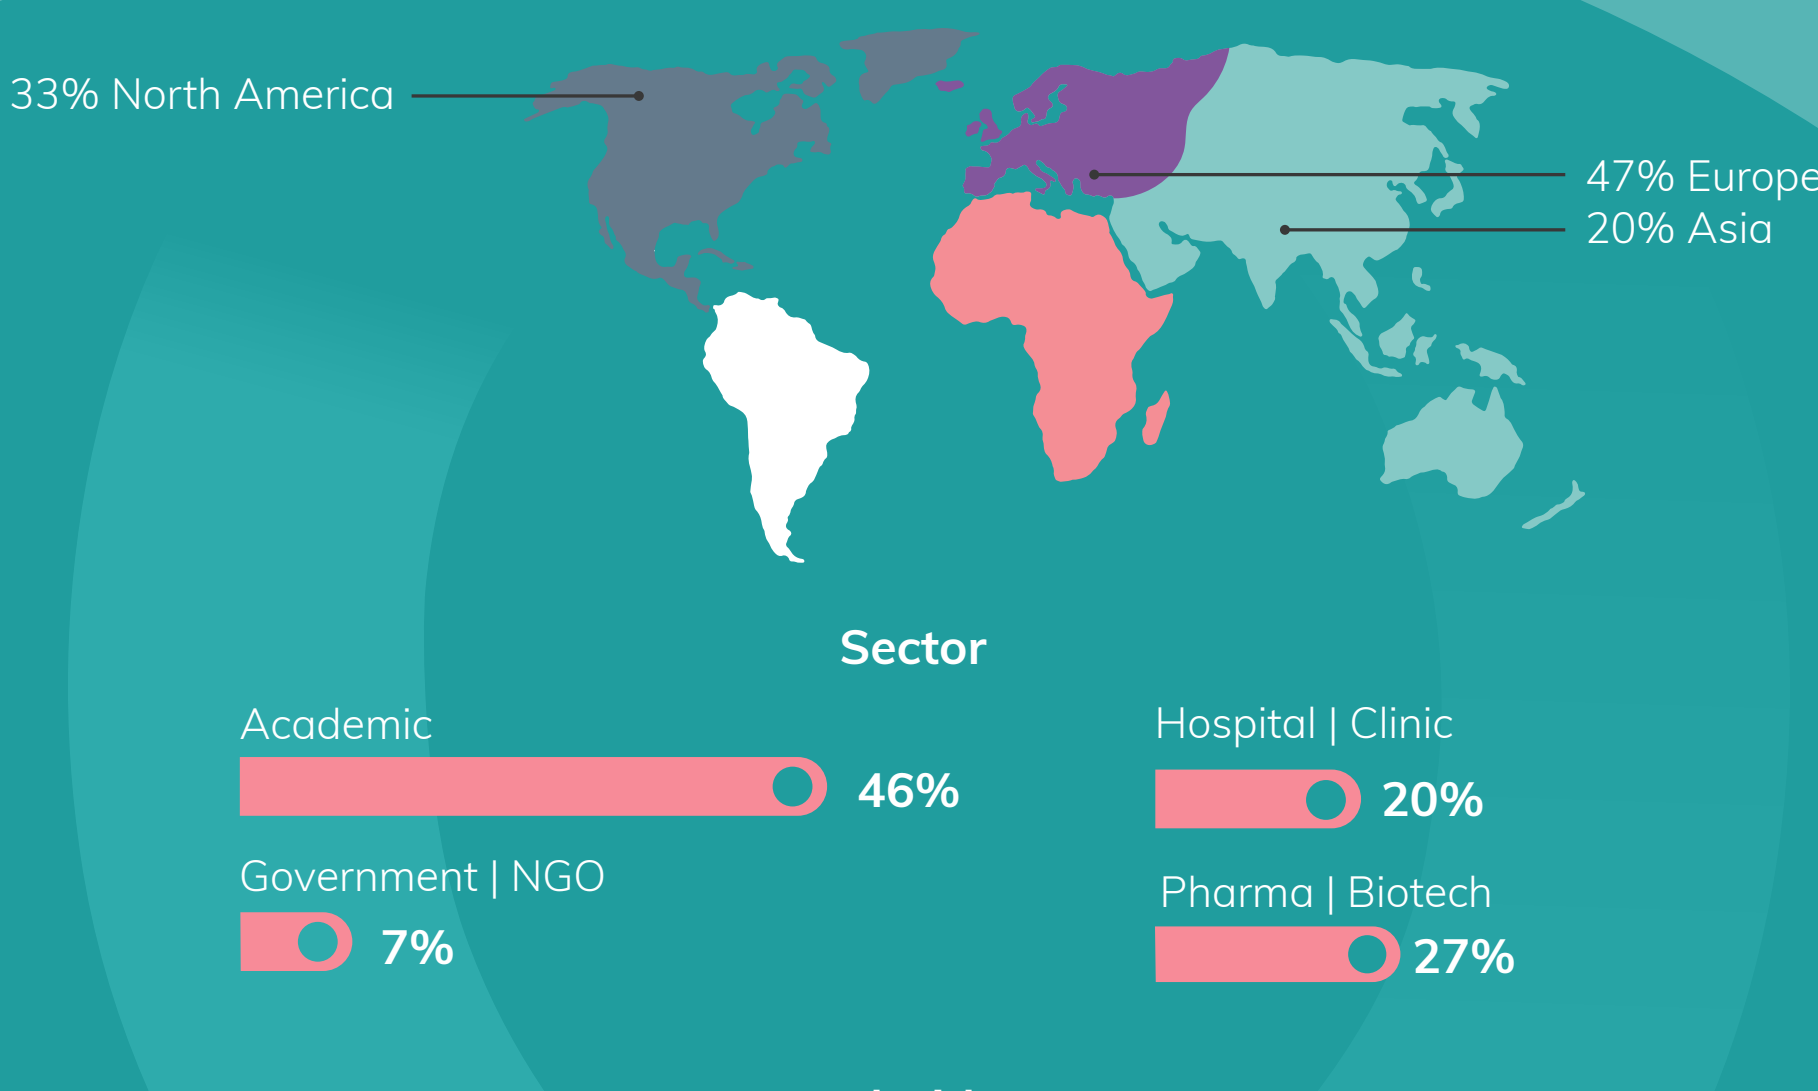 33% North America
47% Europe
20% Asia
Sector
Academic
46%
Hospital | Clinic
20%
Government | NGO
7%
Pharma | Biotech
27%